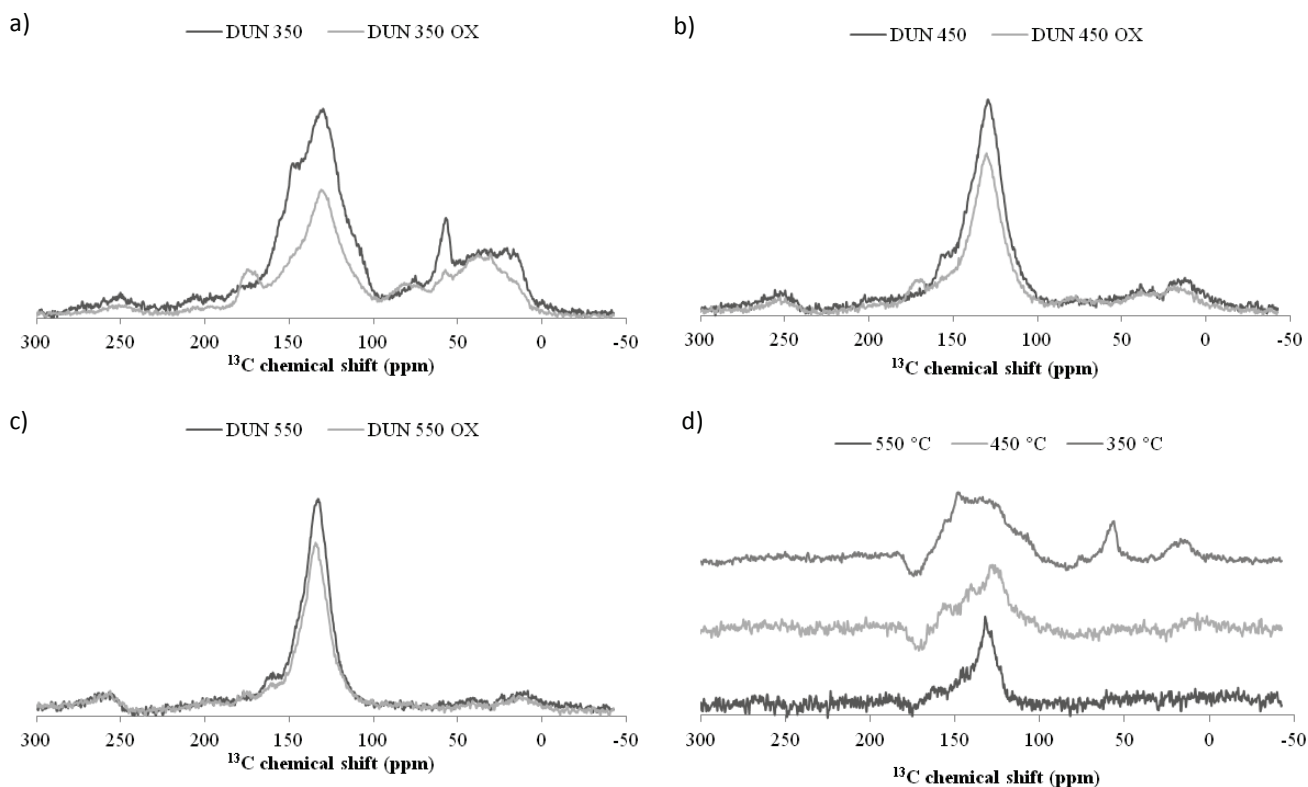 a)
DUN 350 DUN 350 OX
300 250 200 150 100 50 0 -50
¹³C chemical shift (ppm)
b)
DUN 450 DUN 450 OX
300 250 200 150 100 50 0 -50
¹³C chemical shift (ppm)
c)
DUN 550 DUN 550 OX
300 250 200 150 100 50 0 -50
¹³C chemical shift (ppm)
d)
550 °C 450 °C 350 °C
300 250 200 150 100 50 0 -50
¹³C chemical shift (ppm)